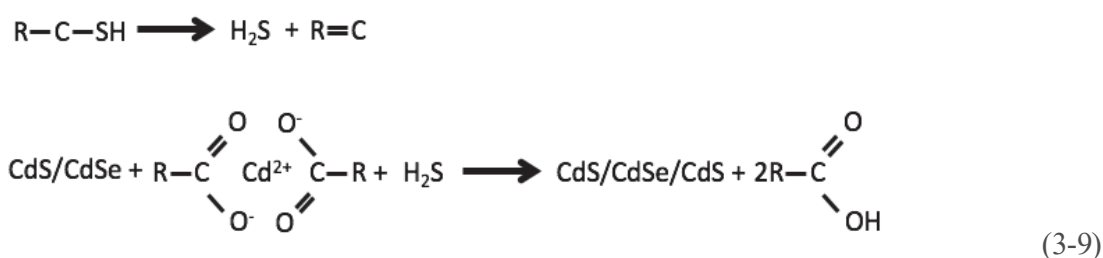 R−C−SH → H₂S + R=C
O O⁻ O
CdS/CdSe + R−C Cd²⁺ C−R + H₂S → CdS/CdSe/CdS + 2R−C
O⁻ O OH
(3-9)